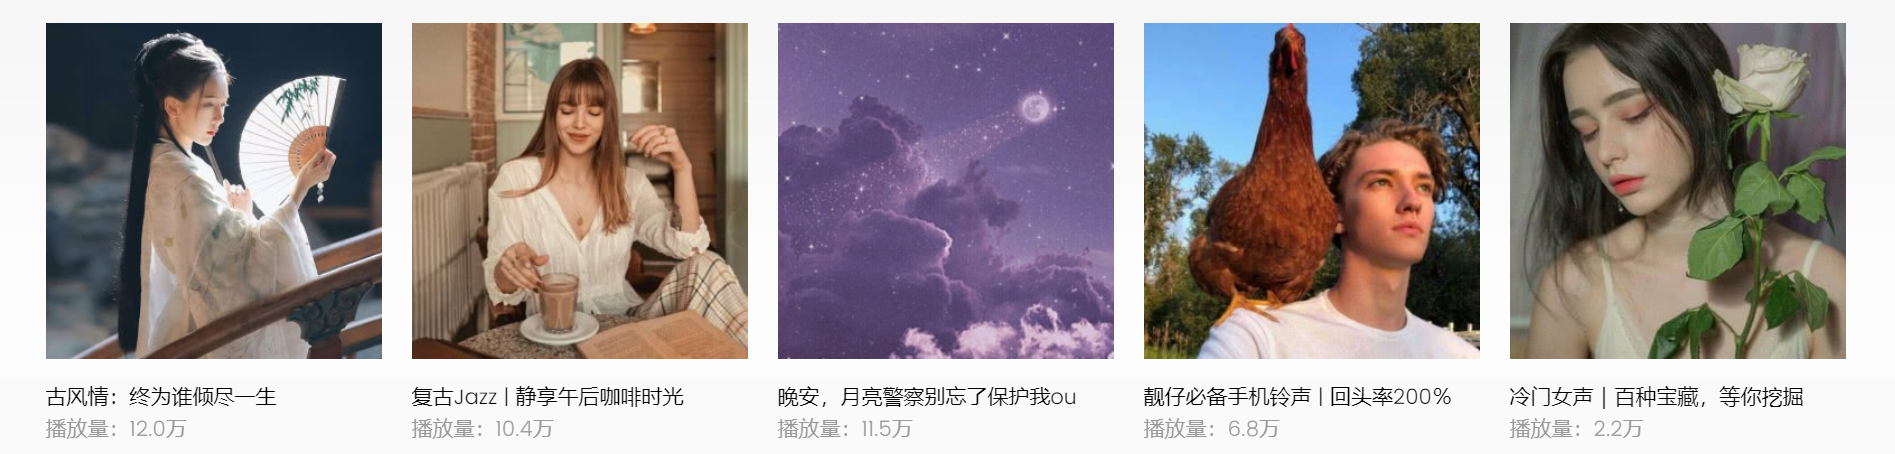 古风情：终为谁倾尽一生
播放量：12.0万
复古Jazz | 静享午后咖啡时光
播放量：10.4万
晚安，月亮警察别忘了保护我ou
播放量：11.5万
靓仔必备手机铃声 | 回头率200%
播放量：6.8万
冷门女声 | 百种宝藏，等你挖掘
播放量：2.2万